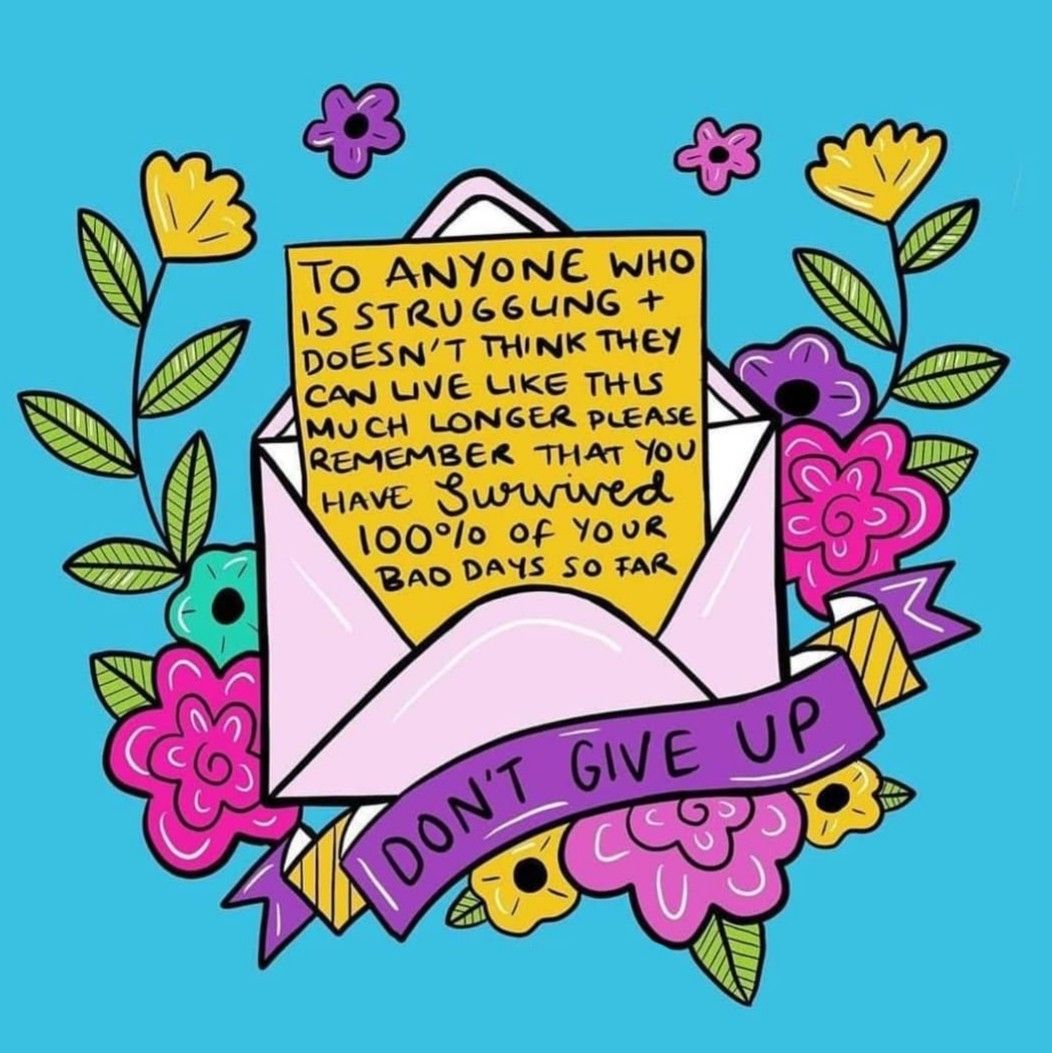 TO ANYONE WHO
IS STRUGGLING +
DOESN'T THINK THEY
CAN LIVE LIKE THIS
MUCH LONGER PLEASE
REMEMBER THAT YOU
HAVE Survived
100% OF YOUR
BAD DAYS SO FAR
DON'T GIVE UP